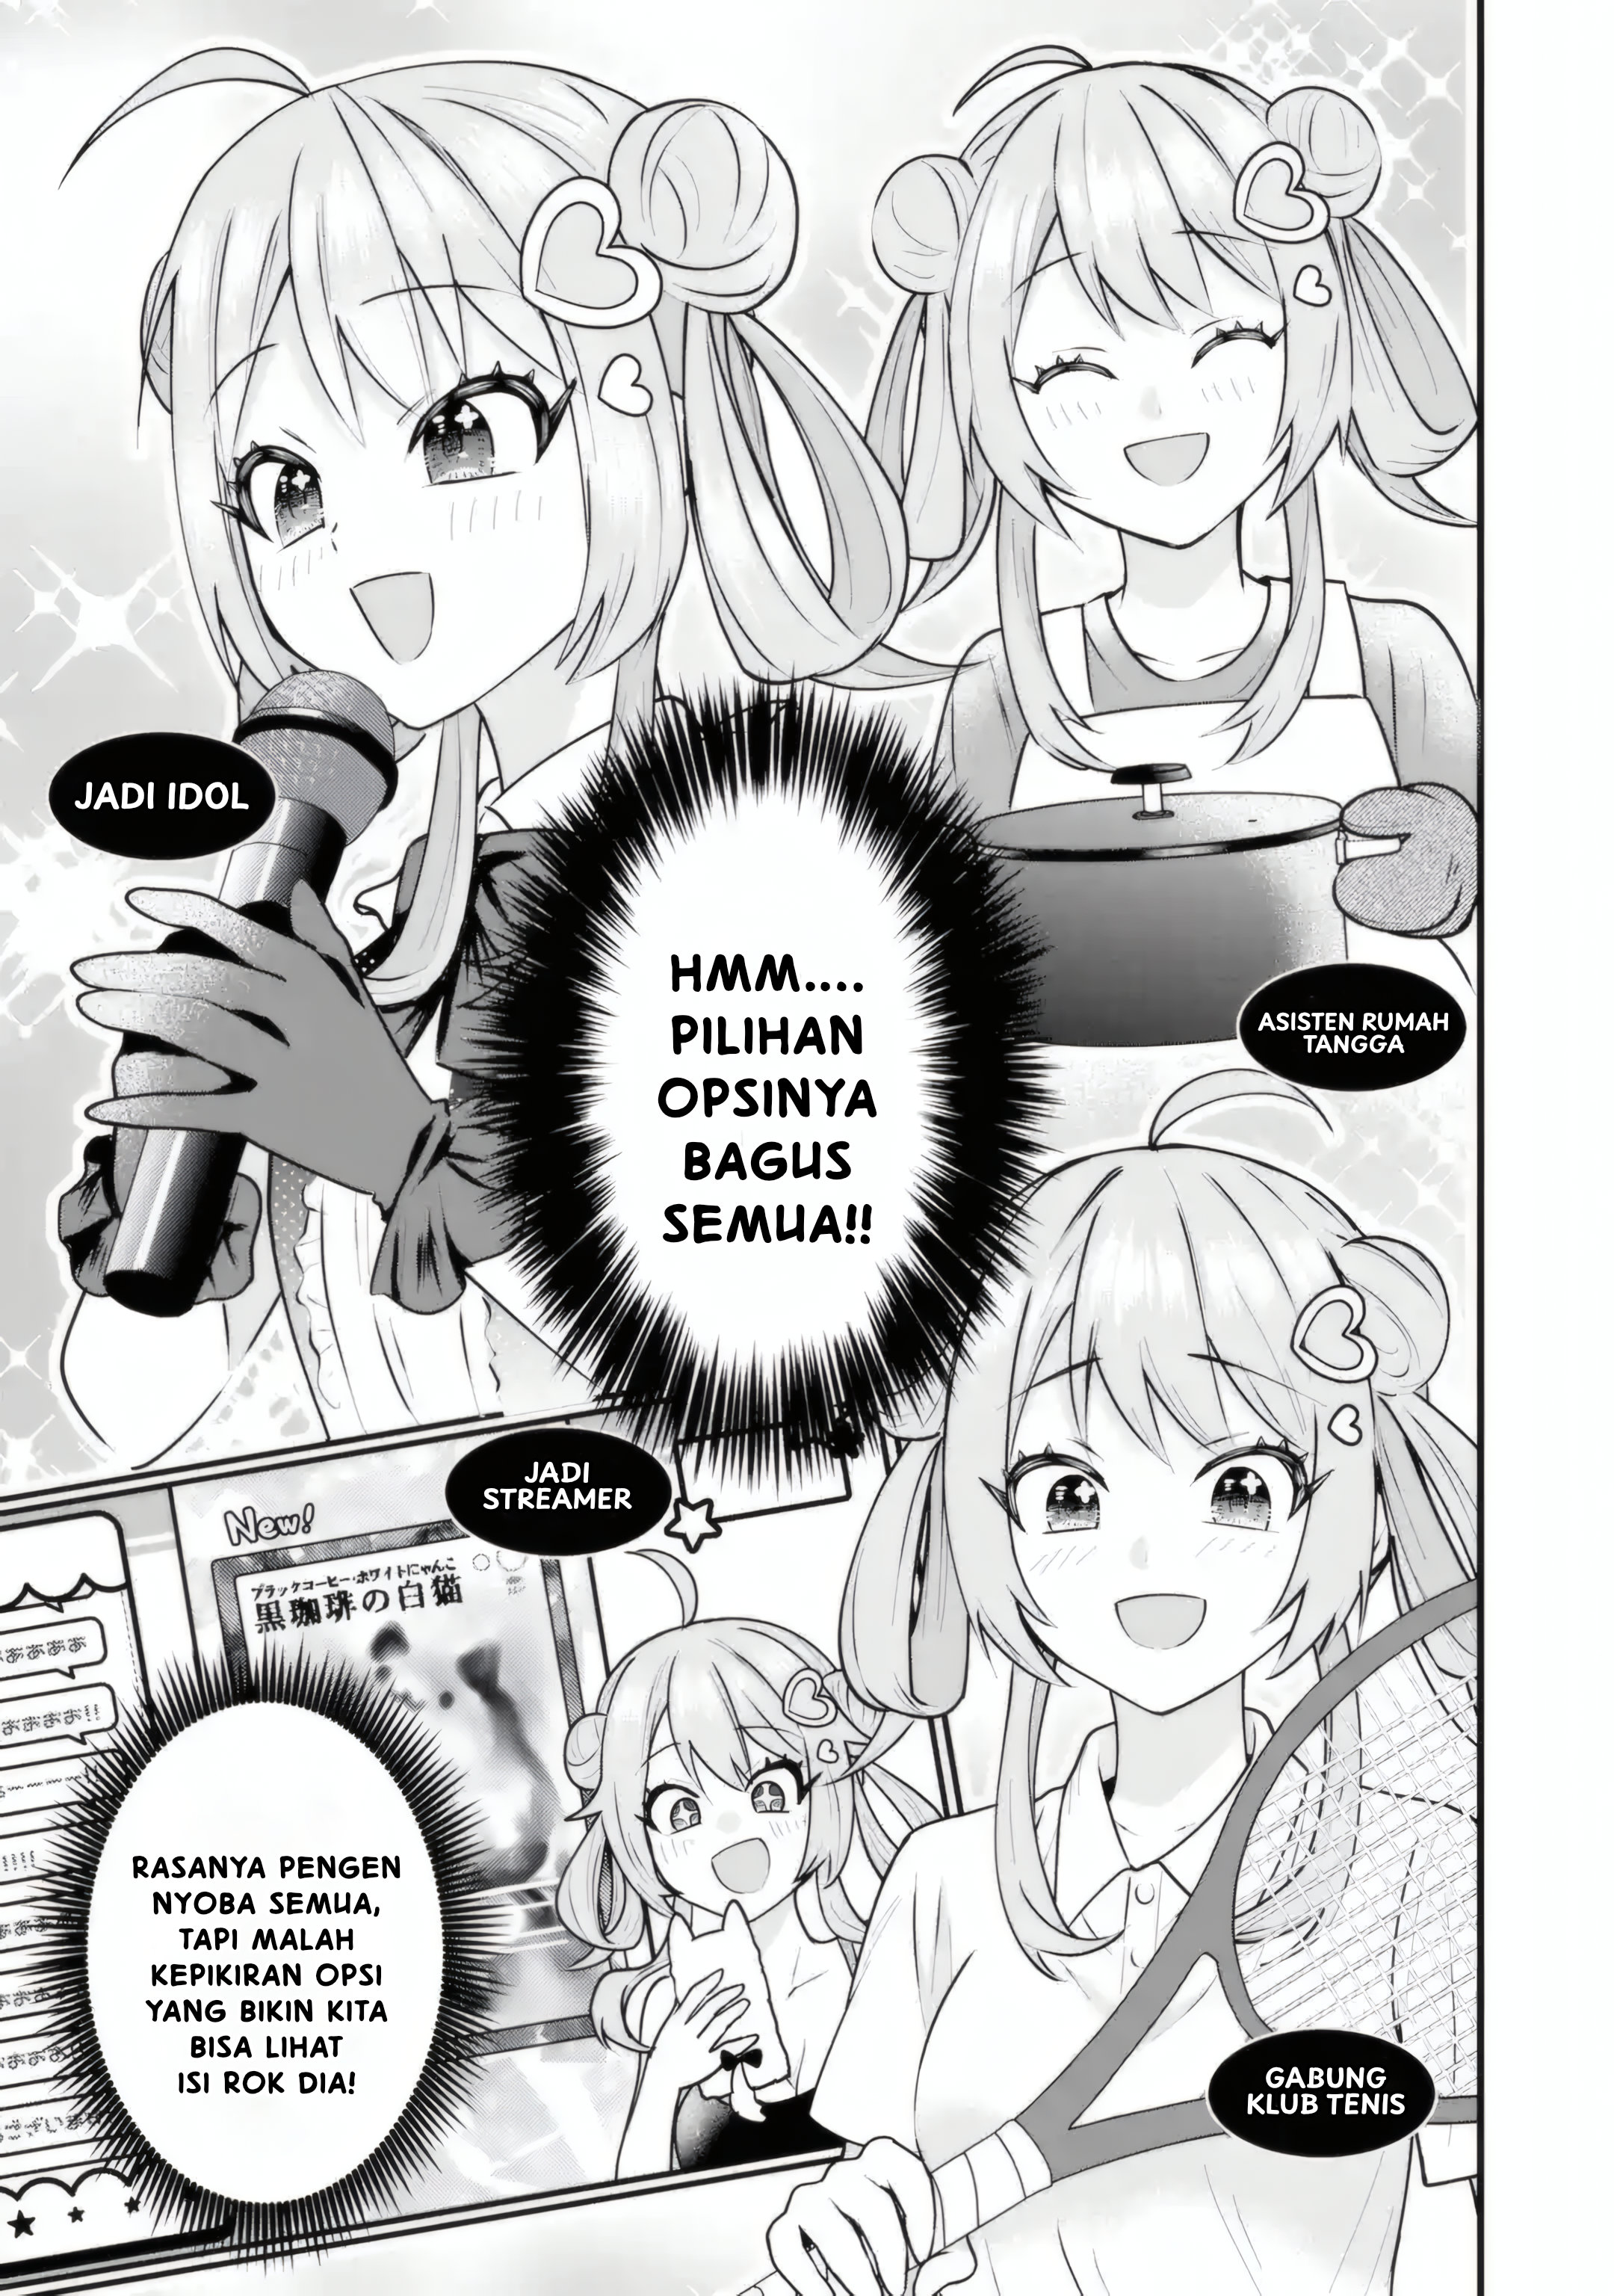 JADI IDOL
ASISTEN RUMAH
TANGGA
HMM....
PILIHAN
OPSINYA
BAGUS
SEMUA!!
JADI
STREAMER
New!
ブラックコーヒー・ホワイトにゃんこ
黒珈琲の白猫
RASANYA PENGEN
NYOBA SEMUA,
TAPI MALAH
KEPIKIRAN OPSI
YANG BIKIN KITA
BISA LIHAT
ISI ROK DIA!
GABUNG
KLUB TENIS